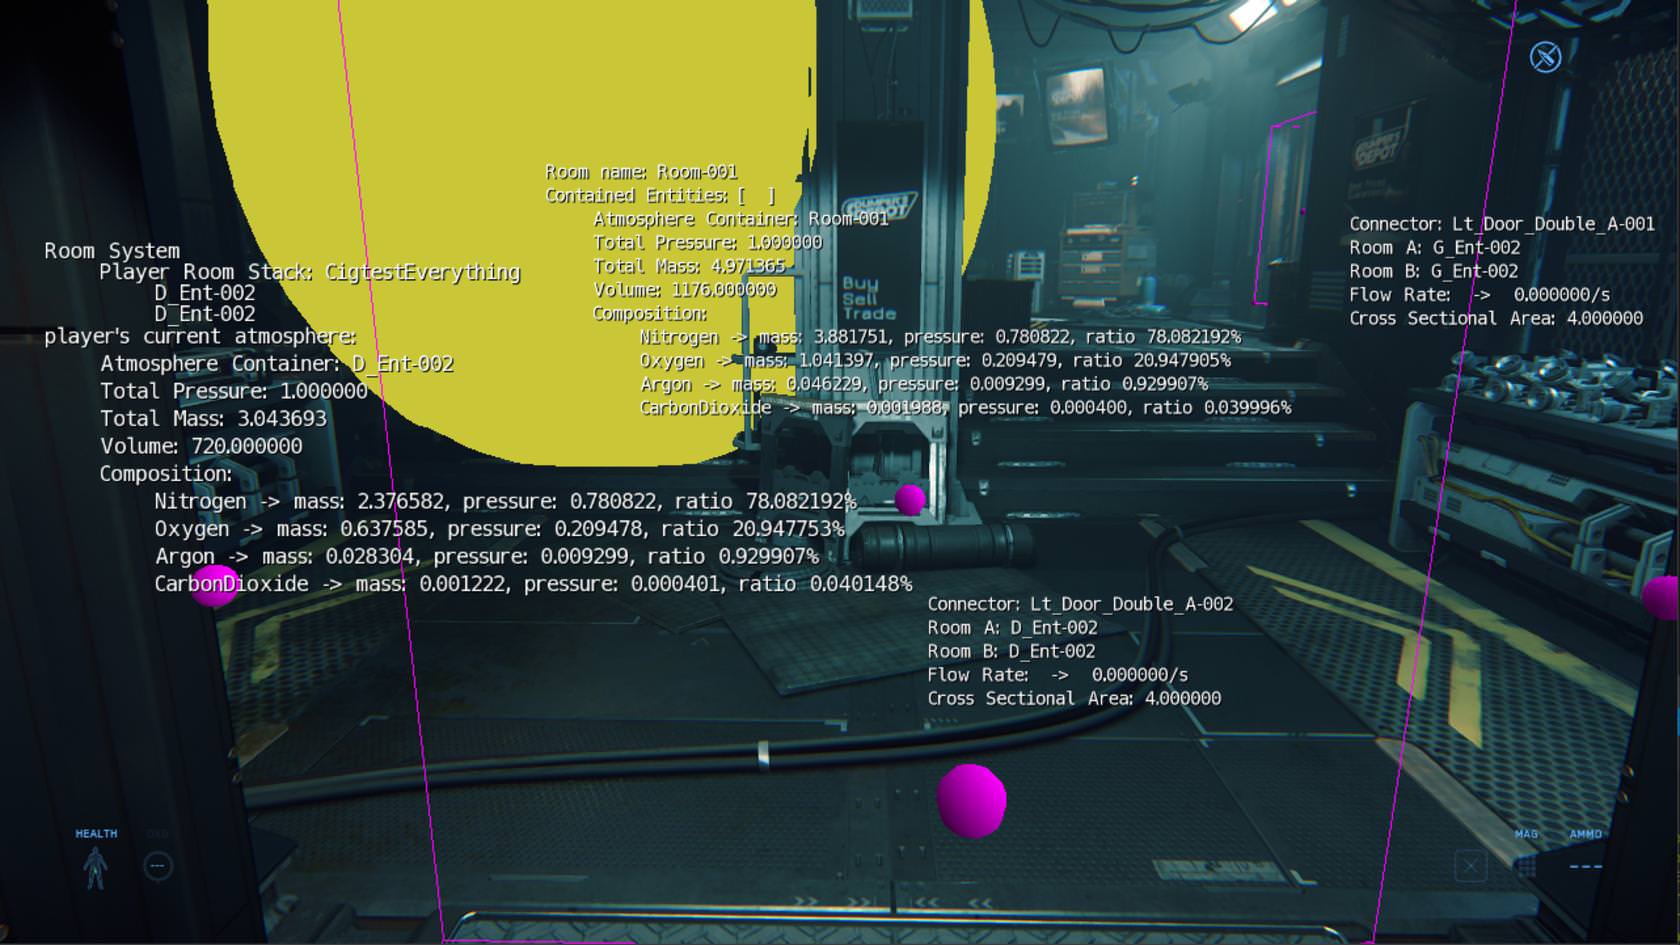 Room System
Player Room Stack: CigtestEverything
D_Ent-002
D_Ent-002
player's current atmosphere:
Atmosphere Container: D_Ent-002
Total Pressure: 1.000000
Total Mass: 3.043693
Volume: 720.000000
Composition:
Nitrogen -> mass: 2.376582, pressure: 0.780822, ratio 78.082192%
Oxygen -> mass: 0.637585, pressure: 0.209478, ratio 20.947753%
Argon -> mass: 0.028304, pressure: 0.009299, ratio 0.929907%
CarbonDioxide -> mass: 0.001222, pressure: 0.000401, ratio 0.040148%
Room name: Room-001
Contained Entities: [ ]
Atmosphere Container: Room-001
Total Pressure: 1.000000
Total Mass: 4.971365
Volume: 1176.000000
Composition:
Nitrogen -> mass: 3.881751, pressure: 0.780822, ratio 78.082192%
Oxygen -> mass: 1.041397, pressure: 0.209479, ratio 20.947905%
Argon -> mass: 0.046229, pressure: 0.009299, ratio 0.929907%
CarbonDioxide -> mass: 0.001988, pressure: 0.000400, ratio 0.039996%
Connector: Lt_Door_Double_A-001
Room A: G_Ent-002
Room B: G_Ent-002
Flow Rate: -> 0.000000/s
Cross Sectional Area: 4.000000
Connector: Lt_Door_Double_A-002
Room A: D_Ent-002
Room B: D_Ent-002
Flow Rate: -> 0.000000/s
Cross Sectional Area: 4.000000
DUMPER'S
DEPOT
Buy
Sell
Trade
DUMPER'S
DEPOT
HEALTH
MAG
AMMO